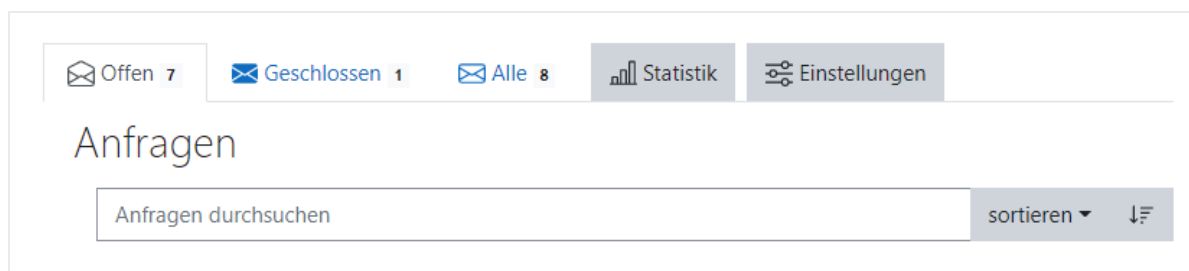 Offen 7 Geschlossen 1 Alle 8 Statistik Einstellungen
Anfragen
Anfragen durchsuchen sortieren